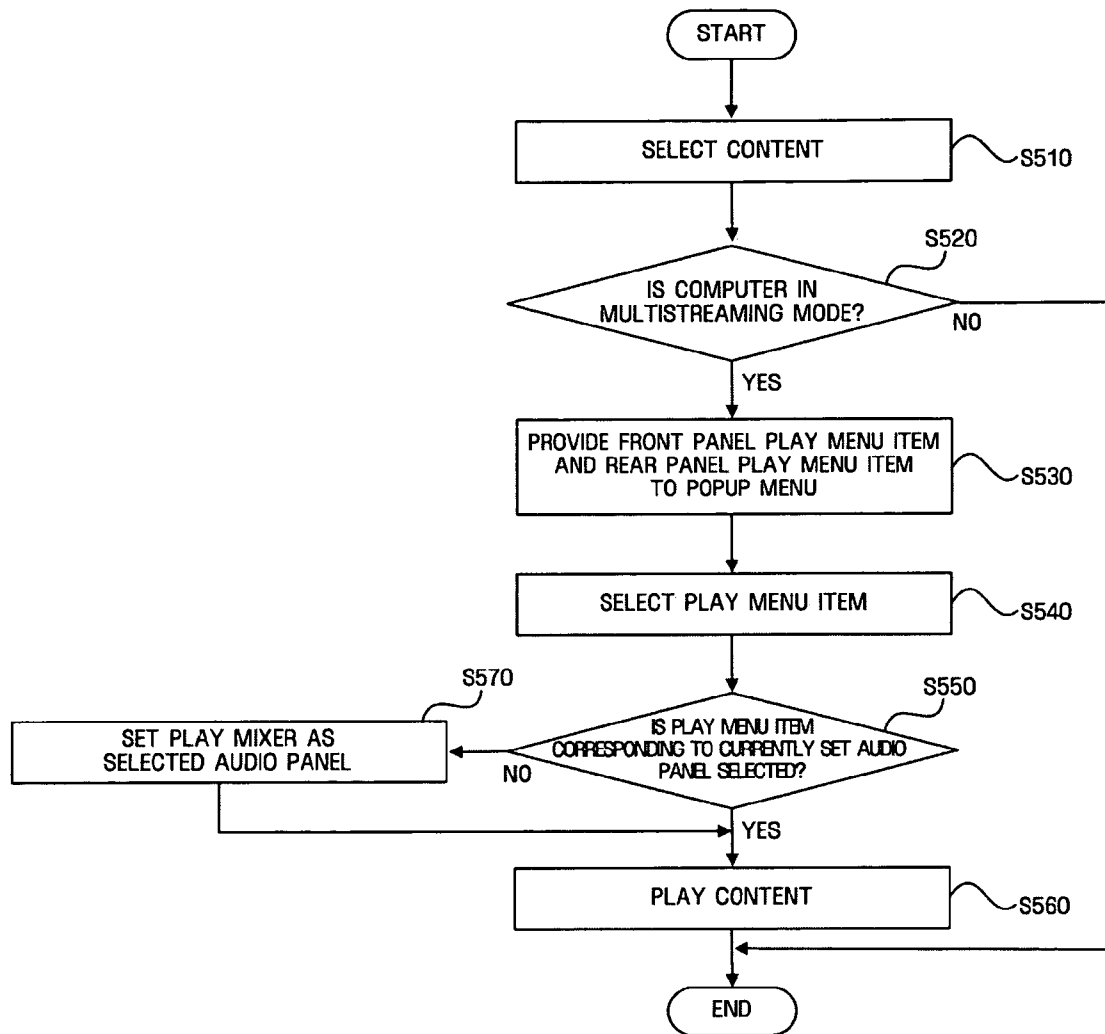 START
SELECT CONTENT
S510
S520
IS COMPUTER IN
MULTISTREAMING MODE?
NO
YES
PROVIDE FRONT PANEL PLAY MENU ITEM
AND REAR PANEL PLAY MENU ITEM
TO POPUP MENU
S530
SELECT PLAY MENU ITEM
S540
S570
SET PLAY MIXER AS
SELECTED AUDIO PANEL
S550
IS PLAY MENU ITEM
CORRESPONDING TO CURRENTLY SET AUDIO
PANEL SELECTED?
NO
YES
PLAY CONTENT
S560
END